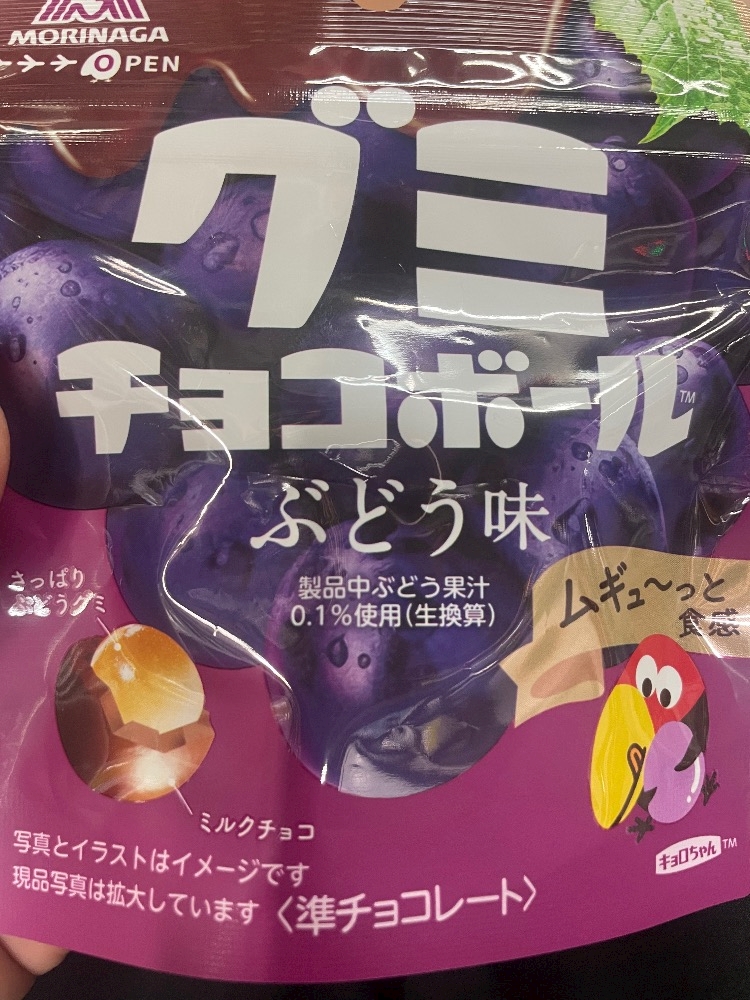 MORINAGA
OPEN
グミ
チョコボール™
ぶどう味
製品中ぶどう果汁
0.1%使用(生換算)
ムギュ〜っと
食感
さっぱり
ぶどうグミ
ミルクチョコ
キョロちゃん™
写真とイラストはイメージです
現品写真は拡大しています
〈準チョコレート〉